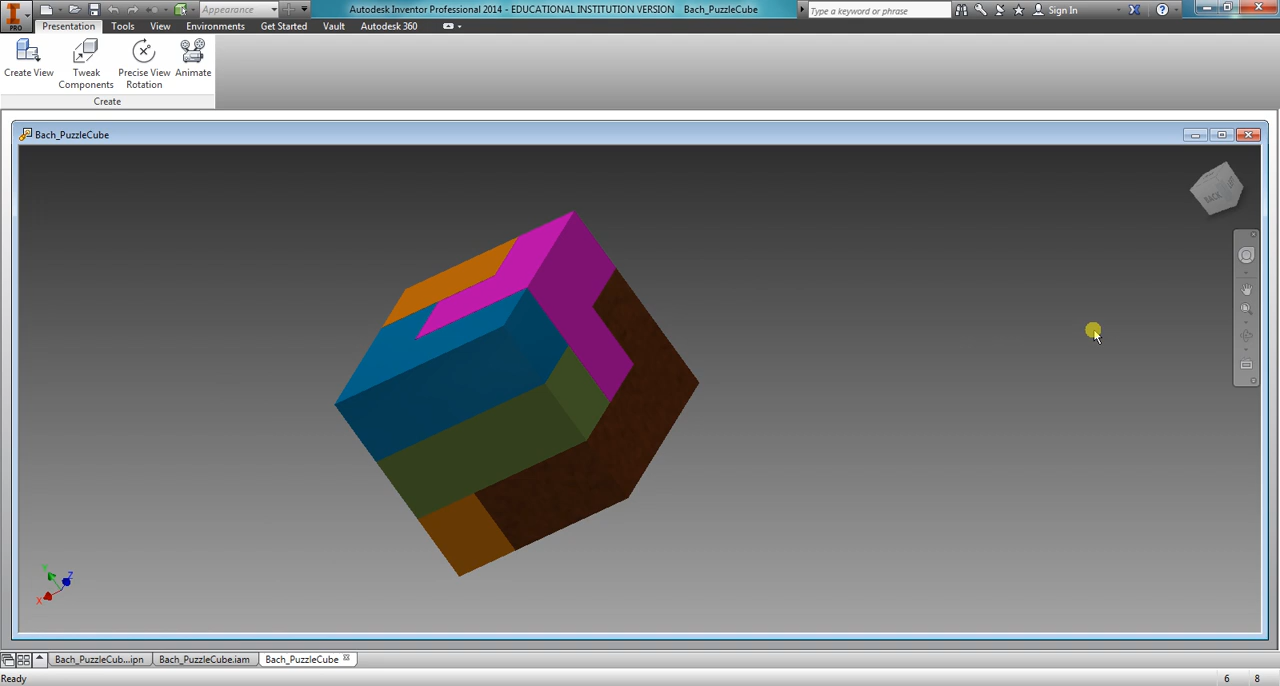 Appearance
Autodesk Inventor Professional 2014 - EDUCATIONAL INSTITUTION VERSION Bach_PuzzleCube
Type a keyword or phrase
Sign In
PRO
Presentation Tools View Environments Get Started Vault Autodesk 360
Create View
Tweak Components
Precise View Rotation
Animate
Create
Bach_PuzzleCube
BACK
Y
Z
X
Bach_PuzzleCub...ipn Bach_PuzzleCube.iam Bach_PuzzleCube
Ready
6 8